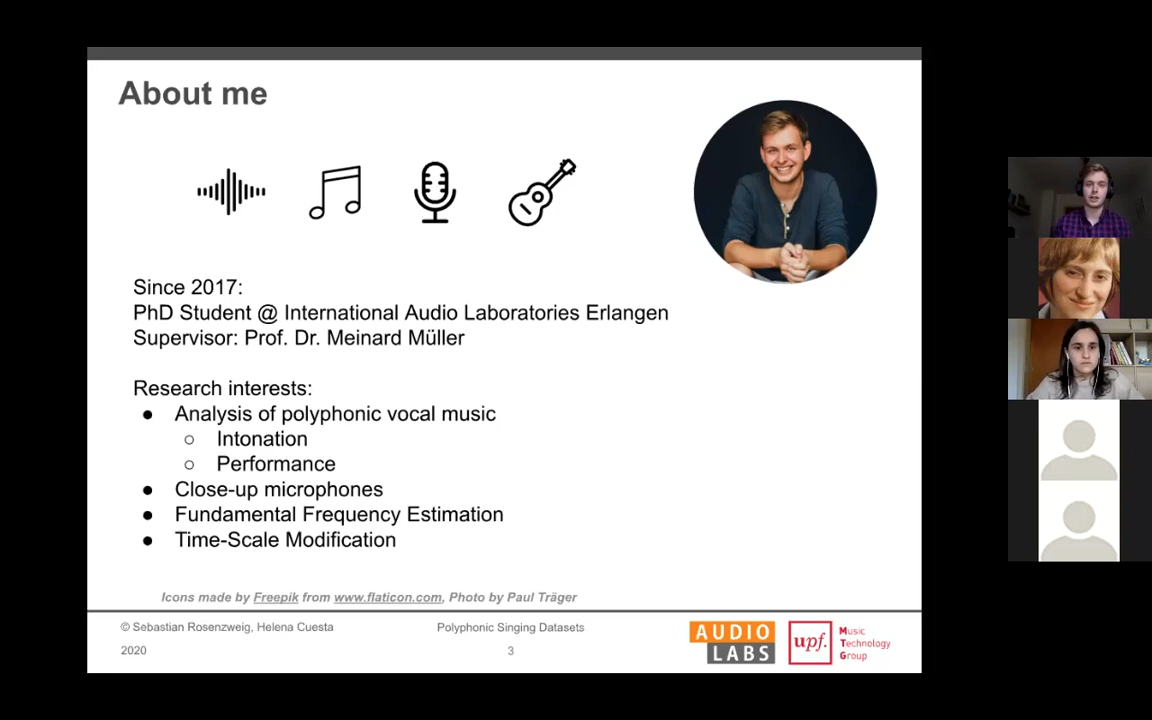 About me
Since 2017:
PhD Student @ International Audio Laboratories Erlangen
Supervisor: Prof. Dr. Meinard Müller
Research interests:
● Analysis of polyphonic vocal music
○ Intonation
○ Performance
● Close-up microphones
● Fundamental Frequency Estimation
● Time-Scale Modification
Icons made by Freepik from www.flaticon.com, Photo by Paul Träger
© Sebastian Rosenzweig, Helena Cuesta
2020
Polyphonic Singing Datasets
3
AUDIO
LABS
upf.
Music
Technology
Group